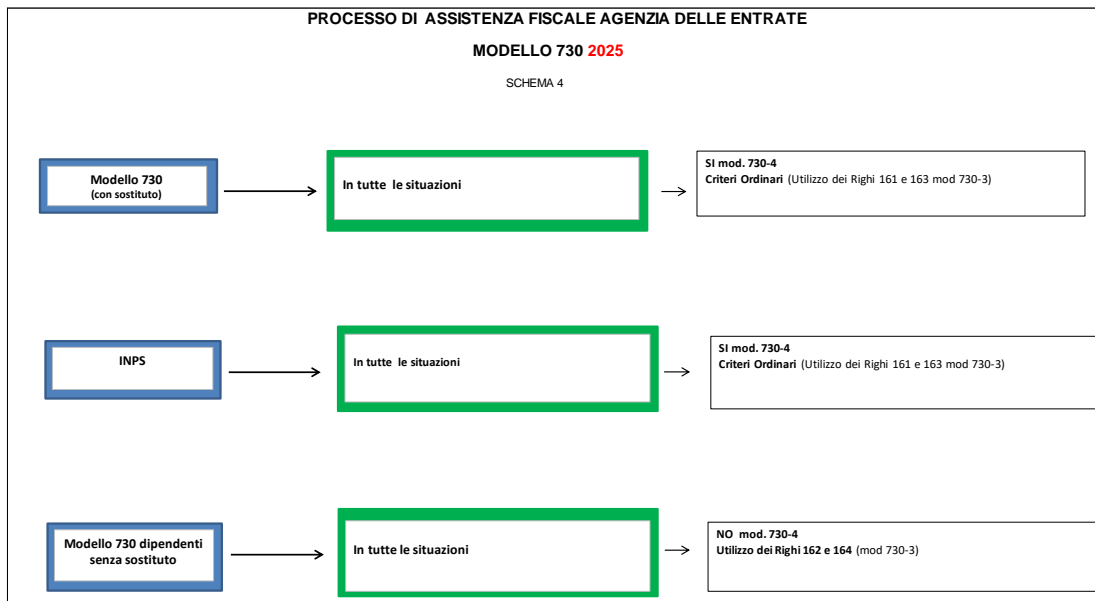 PROCESSO DI ASSISTENZA FISCALE AGENZIA DELLE ENTRATE
MODELLO 730 2025
SCHEMA 4
Modello 730
(con sostituto)
In tutte le situazioni
SI mod. 730-4
Criteri Ordinari (Utilizzo dei Righi 161 e 163 mod 730-3)
INPS
In tutte le situazioni
SI mod. 730-4
Criteri Ordinari (Utilizzo dei Righi 161 e 163 mod 730-3)
Modello 730 dipendenti
senza sostituto
In tutte le situazioni
NO mod. 730-4
Utilizzo dei Righi 162 e 164 (mod 730-3)